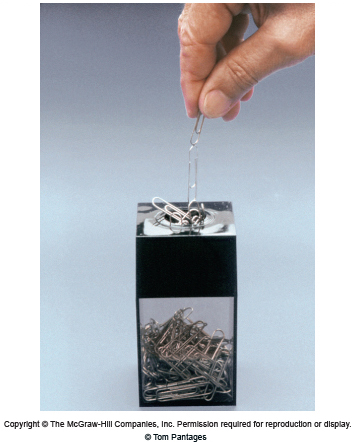 Copyright © The McGraw-Hill Companies, Inc. Permission required for reproduction or display.
© Tom Pantages